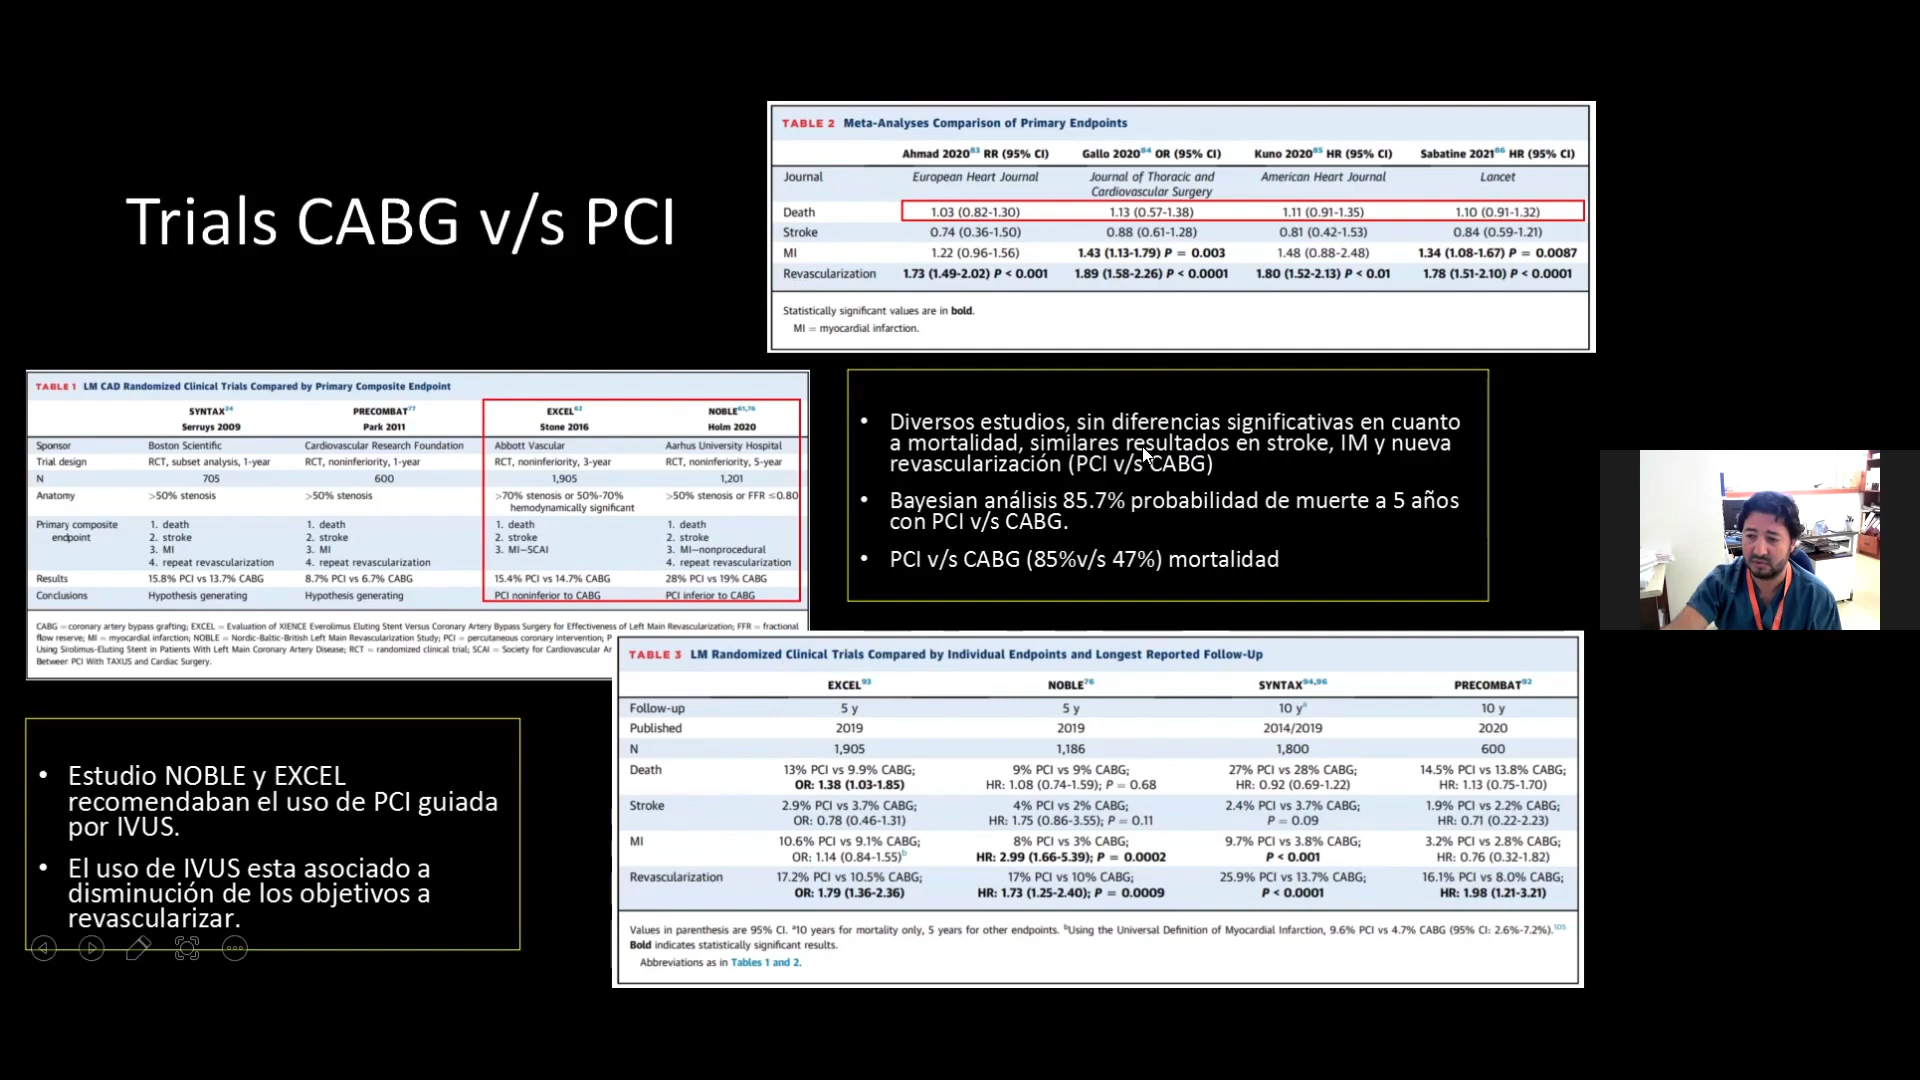 Trials CABG v/s PCI
TABLE 2 Meta-Analyses Comparison of Primary Endpoints
Ahmad 2020⁸³ RR (95% CI) Gallo 2020⁸⁴ OR (95% CI) Kuno 2020⁸⁵ HR (95% CI) Sabatine 2021⁸⁶ HR (95% CI)
Journal European Heart Journal Journal of Thoracic and Cardiovascular Surgery American Heart Journal Lancet
Death 1.03 (0.82-1.30) 1.13 (0.57-1.38) 1.11 (0.91-1.35) 1.10 (0.91-1.32)
Stroke 0.74 (0.36-1.50) 0.88 (0.61-1.28) 0.81 (0.42-1.53) 0.84 (0.59-1.21)
MI 1.22 (0.96-1.56) 1.43 (1.13-1.79) P = 0.003 1.48 (0.88-2.48) 1.34 (1.08-1.67) P = 0.0087
Revascularization 1.73 (1.49-2.02) P < 0.001 1.89 (1.58-2.26) P < 0.0001 1.80 (1.52-2.13) P < 0.01 1.78 (1.51-2.10) P < 0.0001
Statistically significant values are in bold.
MI = myocardial infarction.
TABLE 1 LM CAD Randomized Clinical Trials Compared by Primary Composite Endpoint
SYNTAX²⁴ PRECOMBAT⁷⁷ EXCEL⁶² NOBLE⁶¹,⁷⁶
Serruys 2009 Park 2011 Stone 2016 Holm 2020
Sponsor Boston Scientific Cardiovascular Research Foundation Abbott Vascular Aarhus University Hospital
Trial design RCT, subset analysis, 1-year RCT, noninferiority, 1-year RCT, noninferiority, 3-year RCT, noninferiority, 5-year
N 705 600 1,905 1,201
Anatomy >50% stenosis >50% stenosis >70% stenosis or 50%-70% >50% stenosis or FFR ≤0.80
hemodynamically significant
Primary composite 1. death 1. death 1. death 1. death
endpoint 2. stroke 2. stroke 2. stroke 2. stroke
3. MI 3. MI 3. MI–SCAI 3. MI–nonprocedural
4. repeat revascularization 4. repeat revascularization 4. repeat revascularization
Results 15.8% PCI vs 13.7% CABG 8.7% PCI vs 6.7% CABG 15.4% PCI vs 14.7% CABG 28% PCI vs 19% CABG
Conclusions Hypothesis generating Hypothesis generating PCI noninferior to CABG PCI inferior to CABG
CABG = coronary artery bypass grafting; EXCEL = Evaluation of XIENCE Everolimus Eluting Stent Versus Coronary Artery Bypass Surgery for Effectiveness of Left Main Revascularization; FFR = fractional
flow reserve; MI = myocardial infarction; NOBLE = Nordic-Baltic-British Left Main Revascularization Study; PCI = percutaneous coronary intervention; P
Using Sirolimus-Eluting Stent in Patients With Left Main Coronary Artery Disease; RCT = randomized clinical trial; SCAI = Society for Cardiovascular Ar
Between PCI With TAXUS and Cardiac Surgery.
• Diversos estudios, sin diferencias significativas en cuanto
a mortalidad, similares resultados en stroke, IM y nueva
revascularización (PCI v/s CABG)
• Bayesian análisis 85.7% probabilidad de muerte a 5 años
con PCI v/s CABG.
• PCI v/s CABG (85%v/s 47%) mortalidad
TABLE 3 LM Randomized Clinical Trials Compared by Individual Endpoints and Longest Reported Follow-Up
EXCEL⁹³ NOBLE⁷⁶ SYNTAX⁹⁴,⁹⁶ PRECOMBAT⁹²
Follow-up 5 y 5 y 10 yᵃ 10 y
Published 2019 2019 2014/2019 2020
N 1,905 1,186 1,800 600
Death 13% PCI vs 9.9% CABG; 9% PCI vs 9% CABG; 27% PCI vs 28% CABG; 14.5% PCI vs 13.8% CABG;
OR: 1.38 (1.03-1.85) HR: 1.08 (0.74-1.59); P = 0.68 HR: 0.92 (0.69-1.22) HR: 1.13 (0.75-1.70)
Stroke 2.9% PCI vs 3.7% CABG; 4% PCI vs 2% CABG; 2.4% PCI vs 3.7% CABG; 1.9% PCI vs 2.2% CABG;
OR: 0.78 (0.46-1.31) HR: 1.75 (0.86-3.55); P = 0.11 P = 0.09 HR: 0.71 (0.22-2.23)
MI 10.6% PCI vs 9.1% CABG; 8% PCI vs 3% CABG; 9.7% PCI vs 3.8% CABG; 3.2% PCI vs 2.8% CABG;
OR: 1.14 (0.84-1.55)ᵇ HR: 2.99 (1.66-5.39); P = 0.0002 P < 0.001 HR: 0.76 (0.32-1.82)
Revascularization 17.2% PCI vs 10.5% CABG; 17% PCI vs 10% CABG; 25.9% PCI vs 13.7% CABG; 16.1% PCI vs 8.0% CABG;
OR: 1.79 (1.36-2.36) HR: 1.73 (1.25-2.40); P = 0.0009 P < 0.0001 HR: 1.98 (1.21-3.21)
Values in parenthesis are 95% CI. ᵃ10 years for mortality only, 5 years for other endpoints. ᵇUsing the Universal Definition of Myocardial Infarction, 9.6% PCI vs 4.7% CABG (95% CI: 2.6%-7.2%).¹⁰⁵
Bold indicates statistically significant results.
Abbreviations as in Tables 1 and 2.
• Estudio NOBLE y EXCEL
recomendaban el uso de PCI guiada
por IVUS.
• El uso de IVUS esta asociado a
disminución de los objetivos a
revascularizar.